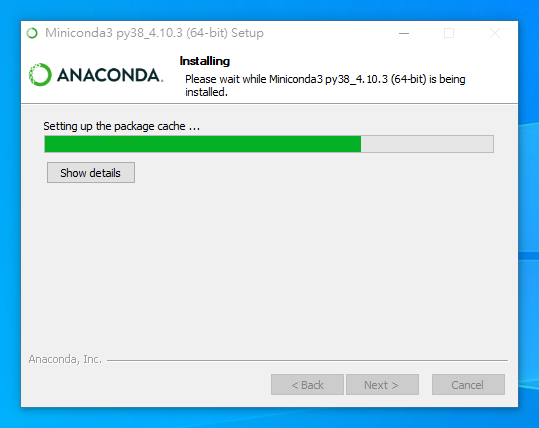 Miniconda3 py38_4.10.3 (64-bit) Setup
ANACONDA.
Installing
Please wait while Miniconda3 py38_4.10.3 (64-bit) is being
installed.
Setting up the package cache ...
Show details
Anaconda, Inc.
< Back
Next >
Cancel